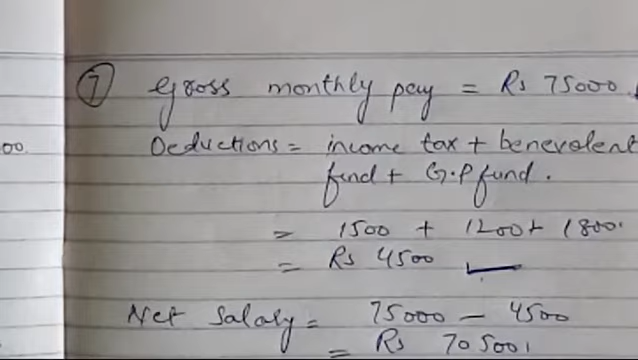 00.
7 Gross monthly pay = Rs 75000.
Deductions = income tax + benevolent
fund + G.P fund.
= 1500 + 1200 + 1800.
= Rs 4500
Net Salary = 75000 - 4500
= Rs 70500.